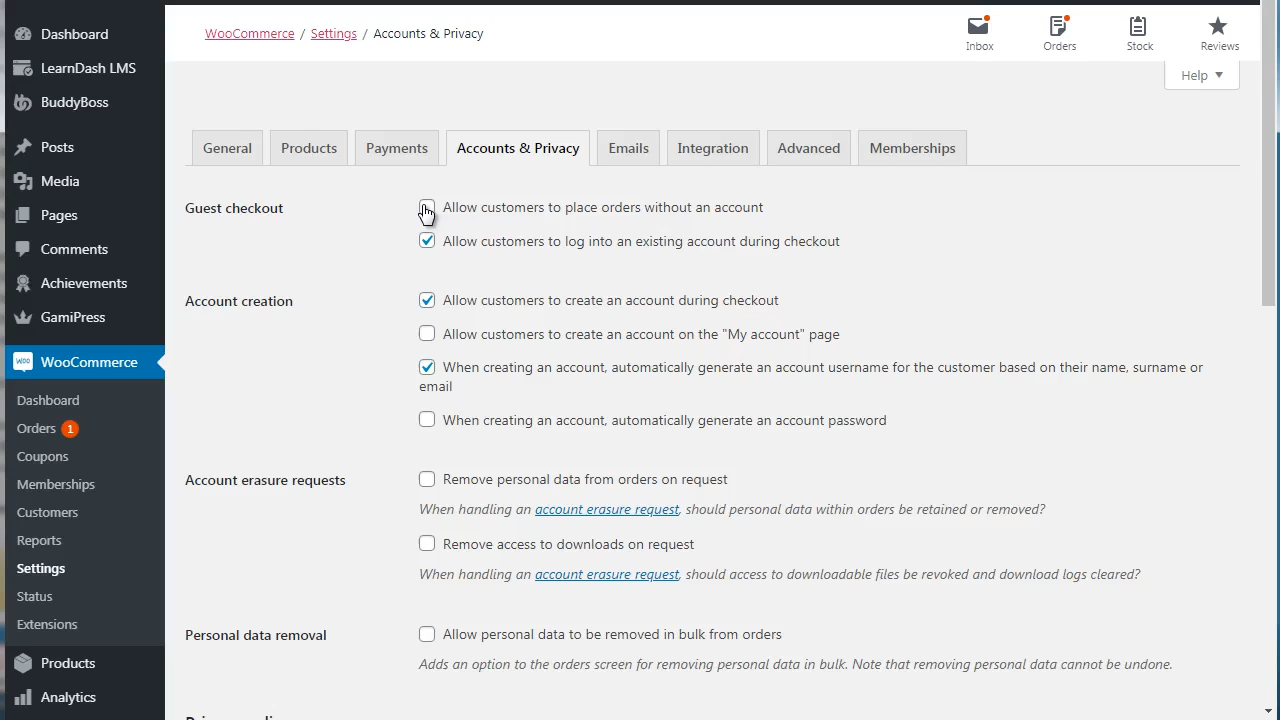 Dashboard
LearnDash LMS
BuddyBoss
Posts
Media
Pages
Comments
Achievements
GamiPress
Woo
WooCommerce
Dashboard
Orders 1
Coupons
Memberships
Customers
Reports
Settings
Status
Extensions
Products
Analytics
WooCommerce / Settings / Accounts & Privacy
Inbox
Orders
Stock
Reviews
Help
General
Products
Payments
Accounts & Privacy
Emails
Integration
Advanced
Memberships
Guest checkout
Allow customers to place orders without an account
Allow customers to log into an existing account during checkout
Account creation
Allow customers to create an account during checkout
Allow customers to create an account on the "My account" page
When creating an account, automatically generate an account username for the customer based on their name, surname or
email
When creating an account, automatically generate an account password
Account erasure requests
Remove personal data from orders on request
When handling an account erasure request, should personal data within orders be retained or removed?
Remove access to downloads on request
When handling an account erasure request, should access to downloadable files be revoked and download logs cleared?
Personal data removal
Allow personal data to be removed in bulk from orders
Adds an option to the orders screen for removing personal data in bulk. Note that removing personal data cannot be undone.